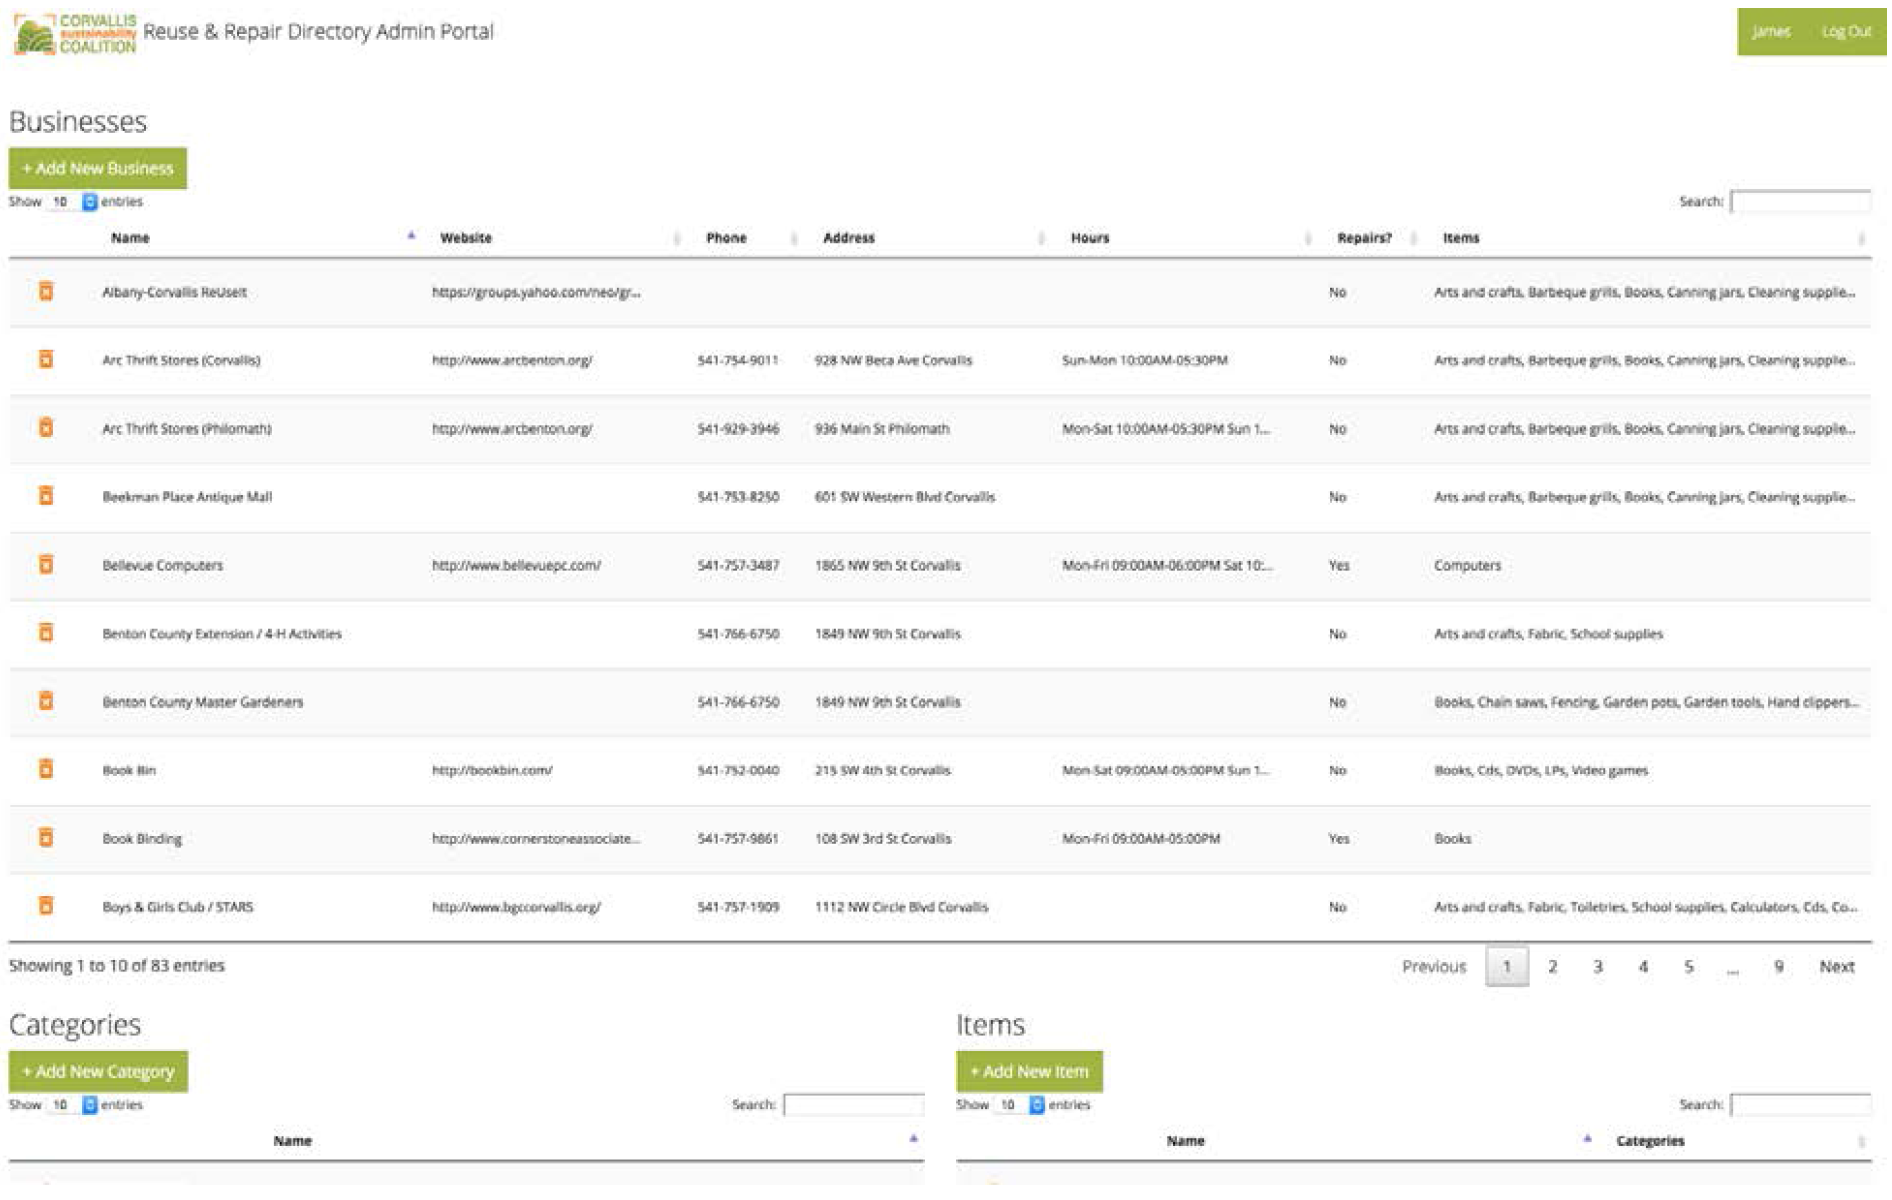 CORVALLIS
sustainability
COALITION
Reuse & Repair Directory Admin Portal
James Log Out
Businesses
+ Add New Business
Show 10 entries
Search:
Name Website Phone Address Hours Repairs? Items
Albany-Corvallis ReUseIt https://groups.yahoo.com/neo/gr... No Arts and crafts, Barbeque grills, Books, Canning jars, Cleaning supplie...
Arc Thrift Stores (Corvallis) http://www.arcbenton.org/ 541-754-9011 928 NW Beca Ave Corvallis Sun-Mon 10:00AM-05:30PM No Arts and crafts, Barbeque grills, Books, Canning jars, Cleaning supplie...
Arc Thrift Stores (Philomath) http://www.arcbenton.org/ 541-929-3946 936 Main St Philomath Mon-Sat 10:00AM-05:30PM Sun 1... No Arts and crafts, Barbeque grills, Books, Canning jars, Cleaning supplie...
Beekman Place Antique Mall 541-753-8250 601 SW Western Blvd Corvallis No Arts and crafts, Barbeque grills, Books, Canning jars, Cleaning supplie...
Bellevue Computers http://www.bellevuepc.com/ 541-757-3487 1865 NW 9th St Corvallis Mon-Fri 09:00AM-06:00PM Sat 10:... Yes Computers
Benton County Extension / 4-H Activities 541-766-6750 1849 NW 9th St Corvallis No Arts and crafts, Fabric, School supplies
Benton County Master Gardeners 541-766-6750 1849 NW 9th St Corvallis No Books, Chain saws, Fencing, Garden pots, Garden tools, Hand clippers...
Book Bin http://bookbin.com/ 541-752-0040 215 SW 4th St Corvallis Mon-Sat 09:00AM-05:00PM Sun 1... No Books, Cds, DVDs, LPs, Video games
Book Binding http://www.cornerstoneassociate... 541-757-9861 108 SW 3rd St Corvallis Mon-Fri 09:00AM-05:00PM Yes Books
Boys & Girls Club / STARS http://www.bgccorvallis.org/ 541-757-1909 1112 NW Circle Blvd Corvallis No Arts and crafts, Fabric, Toiletries, School supplies, Calculators, Cds, Co...
Showing 1 to 10 of 83 entries
Previous 1 2 3 4 5 ... 9 Next
Categories
+ Add New Category
Show 10 entries
Search:
Name
Items
+ Add New Item
Show 10 entries
Search:
Name Categories